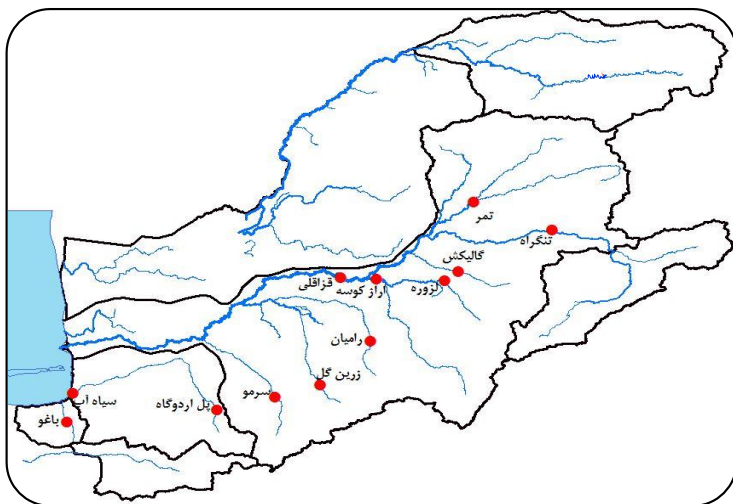 تمر
تنگراه
گالیکش
لزوره
اراز کوسه
قزاقلی
رامیان
زرین گل
سرمو
پل اردوگاه
سیاه آب
باغو